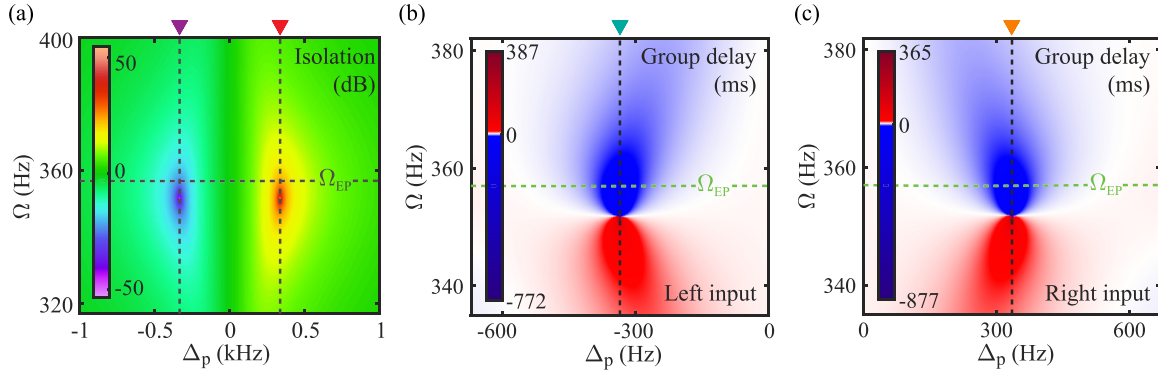 (a)
400
360
320
Ω (Hz)
50
0
-50
Isolation
(dB)
Ω_EP
-1
-0.5
0
0.5
1
Δ_p (kHz)
(b)
380
360
340
Ω (Hz)
387
0
-772
Group delay
(ms)
Ω_EP
Left input
-600
-300
0
Δ_p (Hz)
(c)
380
360
340
Ω (Hz)
365
0
-877
Group delay
(ms)
Ω_EP
Right input
0
300
600
Δ_p (Hz)